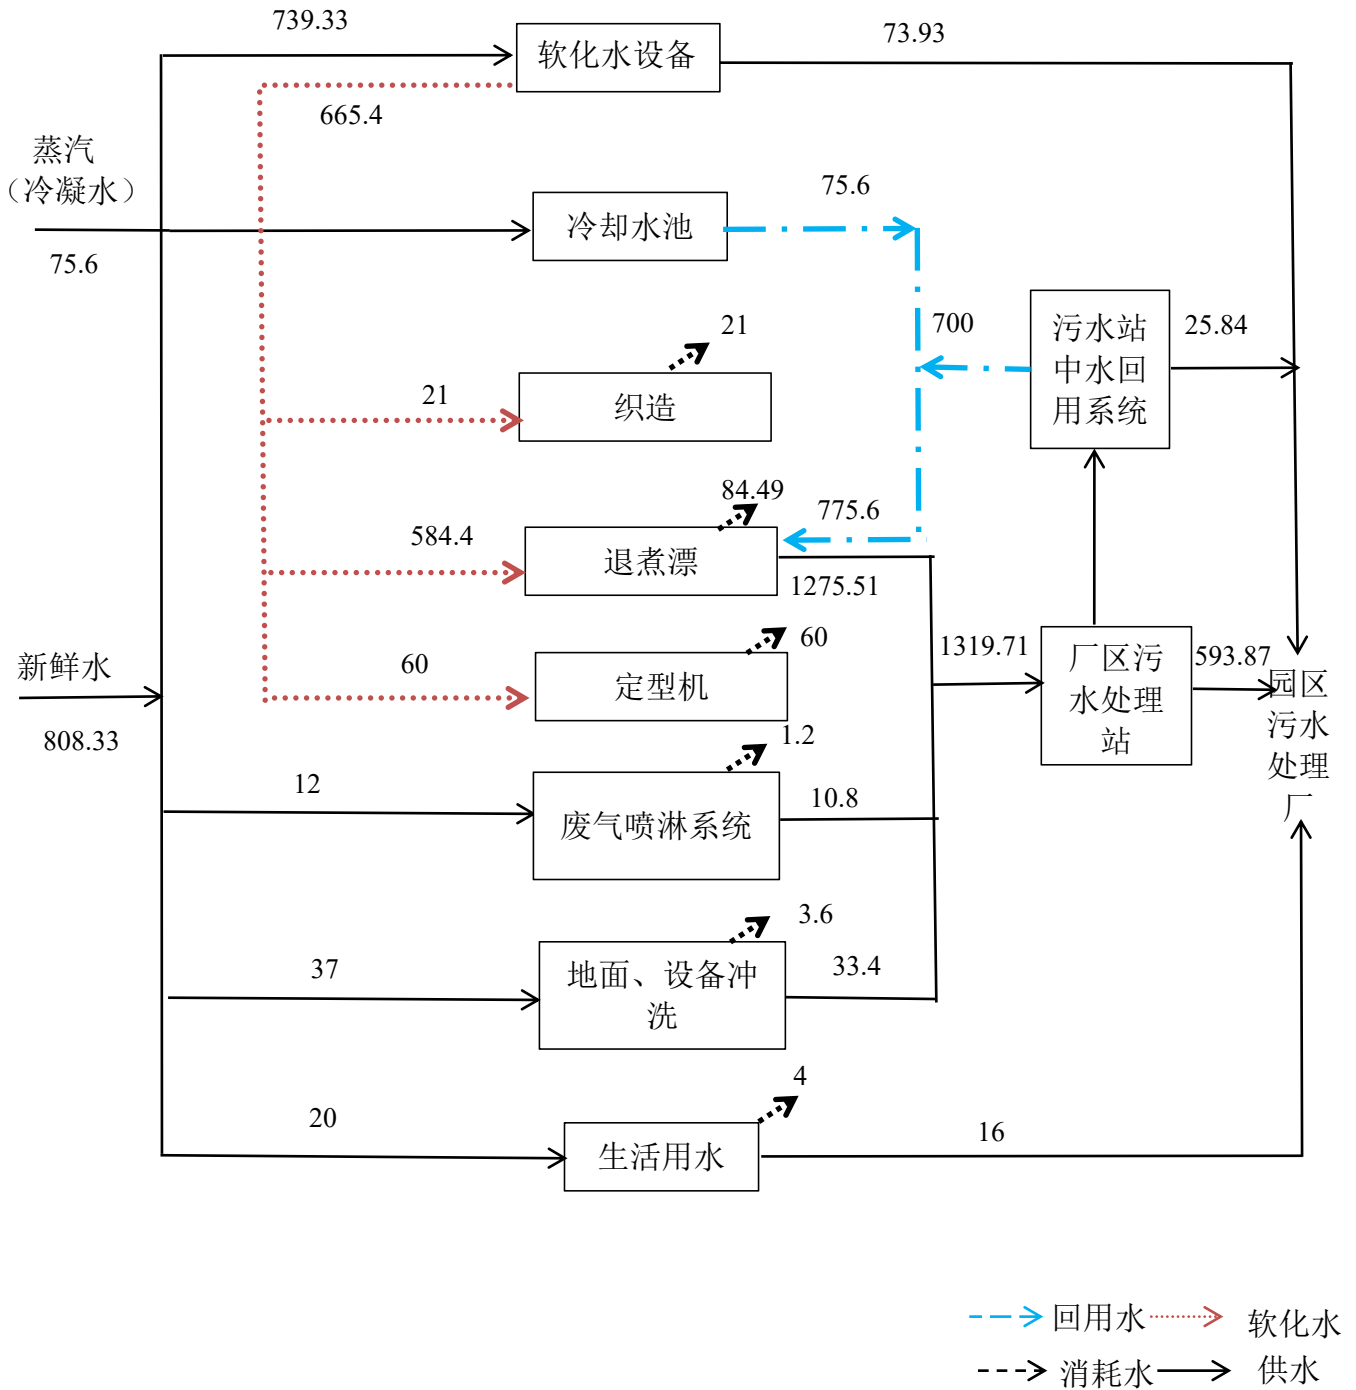 739.33
软化水设备
73.93
665.4
蒸汽
（冷凝水）
75.6
冷却水池
75.6
21
织造
21
700
污水站
中水回
用系统
25.84
84.49
584.4
退煮漂
775.6
1275.51
新鲜水
808.33
60
定型机
60
1319.71
厂区污
水处理
站
593.87
园区
污水
处理
厂
1.2
12
废气喷淋系统
10.8
3.6
37
地面、设备冲
洗
33.4
4
20
生活用水
16
回用水
软化水
消耗水
供水